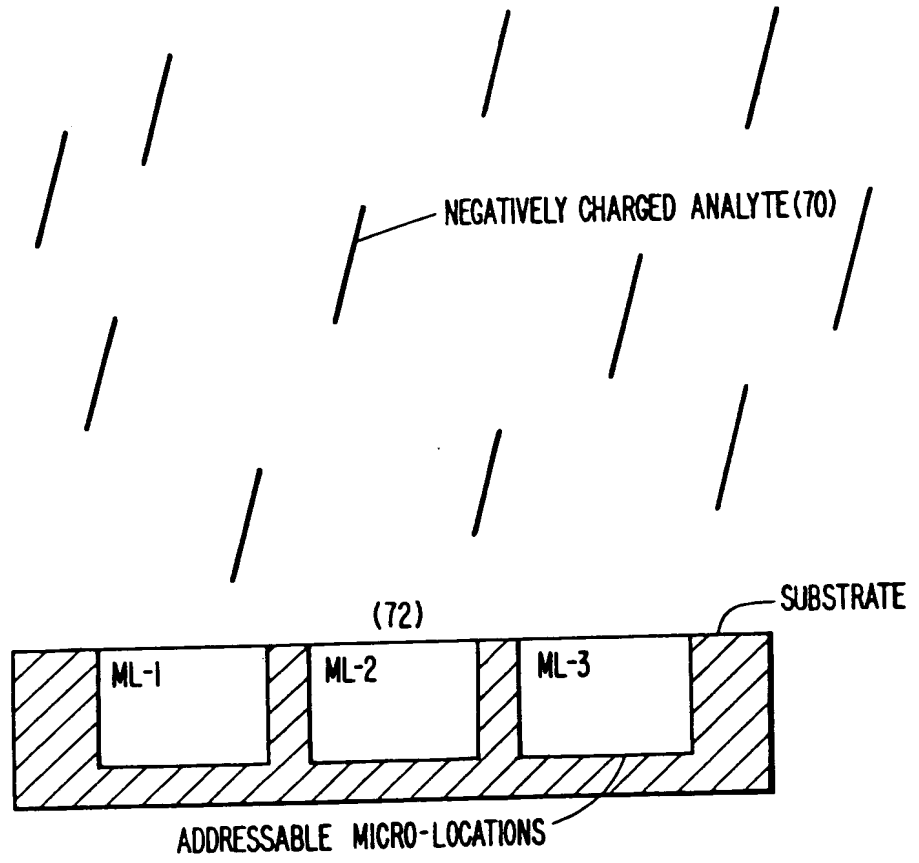 NEGATIVELY CHARGED ANALYTE(70)
SUBSTRATE
(72)
ML-1
ML-2
ML-3
ADDRESSABLE MICRO-LOCATIONS